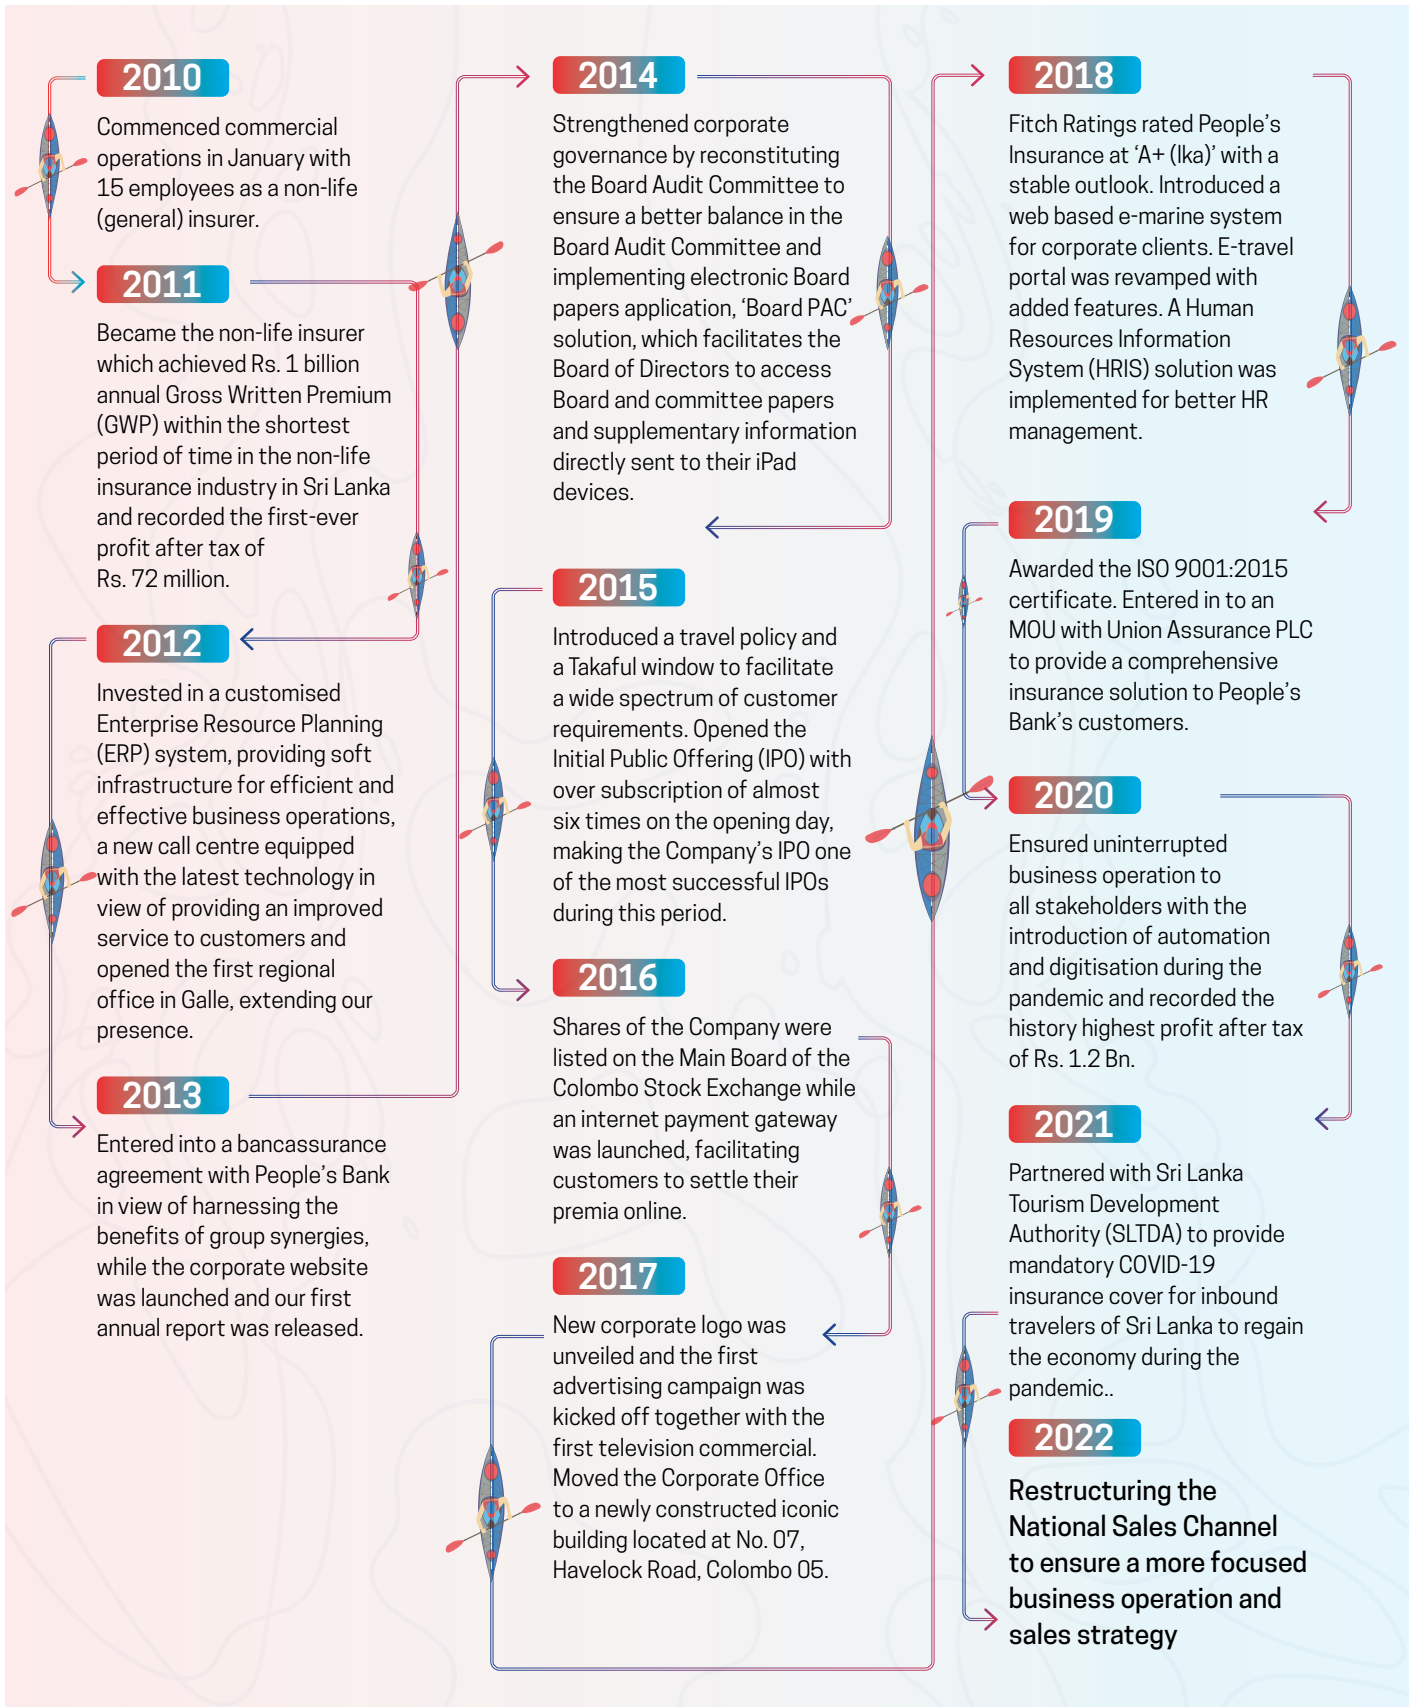 2010
Commenced commercial
operations in January with
15 employees as a non-life
(general) insurer.
2011
Became the non-life insurer
which achieved Rs. 1 billion
annual Gross Written Premium
(GWP) within the shortest
period of time in the non-life
insurance industry in Sri Lanka
and recorded the first-ever
profit after tax of
Rs. 72 million.
2012
Invested in a customised
Enterprise Resource Planning
(ERP) system, providing soft
infrastructure for efficient and
effective business operations,
a new call centre equipped
with the latest technology in
view of providing an improved
service to customers and
opened the first regional
office in Galle, extending our
presence.
2013
Entered into a bancassurance
agreement with People’s Bank
in view of harnessing the
benefits of group synergies,
while the corporate website
was launched and our first
annual report was released.
2014
Strengthened corporate
governance by reconstituting
the Board Audit Committee to
ensure a better balance in the
Board Audit Committee and
implementing electronic Board
papers application, ‘Board PAC’
solution, which facilitates the
Board of Directors to access
Board and committee papers
and supplementary information
directly sent to their iPad
devices.
2015
Introduced a travel policy and
a Takaful window to facilitate
a wide spectrum of customer
requirements. Opened the
Initial Public Offering (IPO) with
over subscription of almost
six times on the opening day,
making the Company’s IPO one
of the most successful IPOs
during this period.
2016
Shares of the Company were
listed on the Main Board of the
Colombo Stock Exchange while
an internet payment gateway
was launched, facilitating
customers to settle their
premia online.
2017
New corporate logo was
unveiled and the first
advertising campaign was
kicked off together with the
first television commercial.
Moved the Corporate Office
to a newly constructed iconic
building located at No. 07,
Havelock Road, Colombo 05.
2018
Fitch Ratings rated People’s
Insurance at ‘A+ (lka)’ with a
stable outlook. Introduced a
web based e-marine system
for corporate clients. E-travel
portal was revamped with
added features. A Human
Resources Information
System (HRIS) solution was
implemented for better HR
management.
2019
Awarded the ISO 9001:2015
certificate. Entered in to an
MOU with Union Assurance PLC
to provide a comprehensive
insurance solution to People’s
Bank’s customers.
2020
Ensured uninterrupted
business operation to
all stakeholders with the
introduction of automation
and digitisation during the
pandemic and recorded the
history highest profit after tax
of Rs. 1.2 Bn.
2021
Partnered with Sri Lanka
Tourism Development
Authority (SLTDA) to provide
mandatory COVID-19
insurance cover for inbound
travelers of Sri Lanka to regain
the economy during the
pandemic..
2022
Restructuring the
National Sales Channel
to ensure a more focused
business operation and
sales strategy